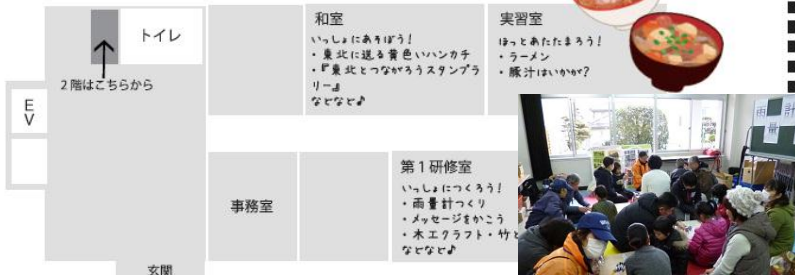 トイレ
2階はこちらから
EV
和室
いっしょにあそぼう！
・東北に送る黄色いハンカチ
・『東北とつながろうスタンプラ
リー』
などなど♪
実習室
ほっとあたたまろう！
・ラーメン
・豚汁はいかが？
事務室
第1研修室
いっしょにつくろう！
・雨量計つくり
・メッセージをかこう
・木工クラフト・竹と
などなど♪
玄関